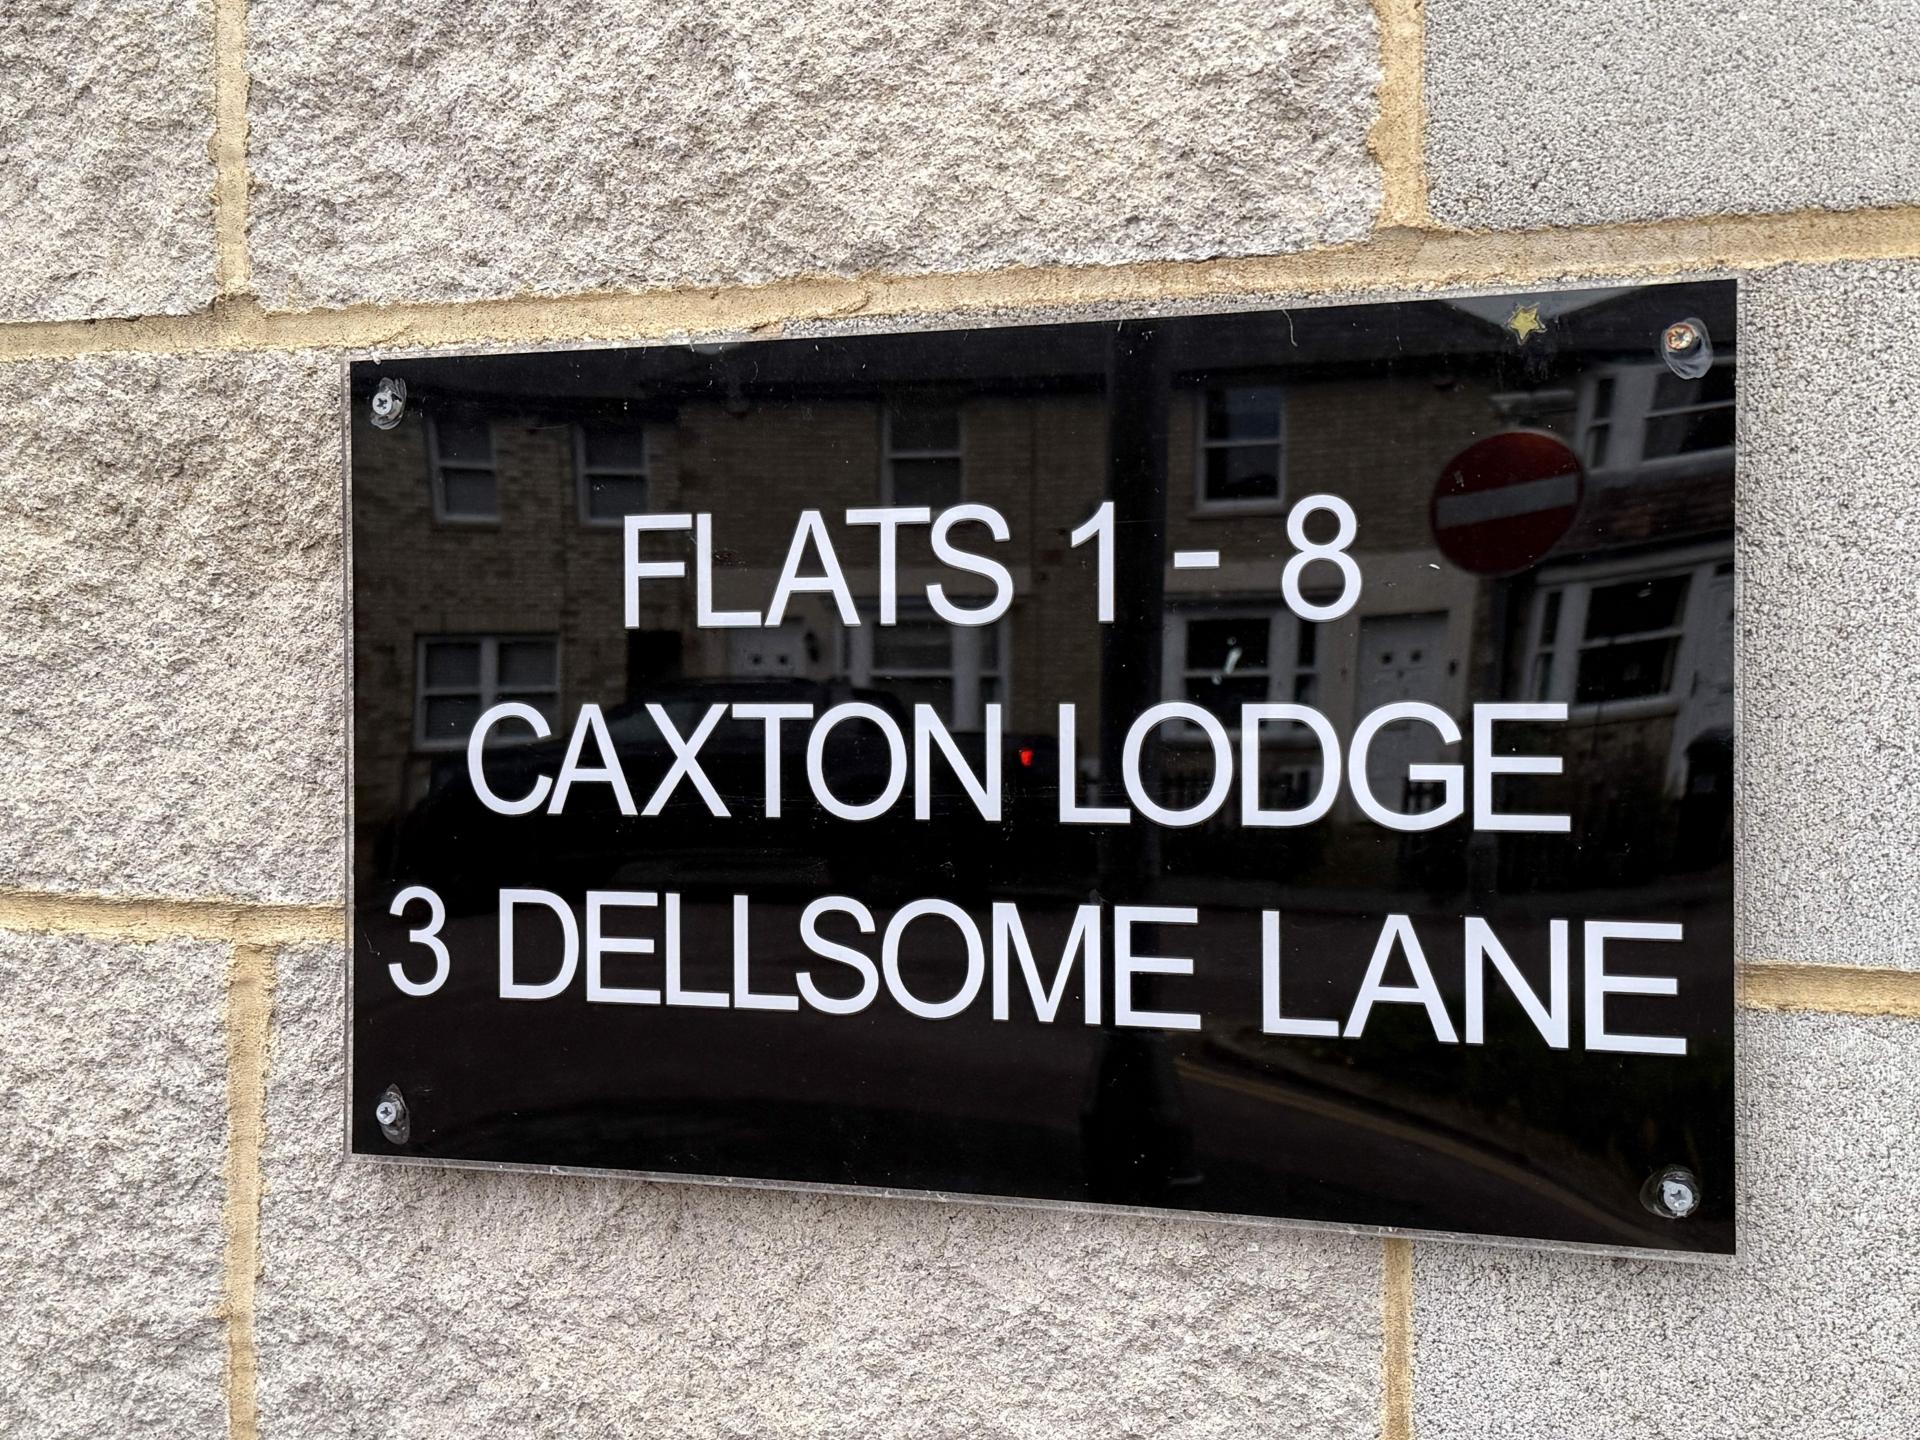 FLATS 1 - 8
CAXTON LODGE
3 DELLSOME LANE